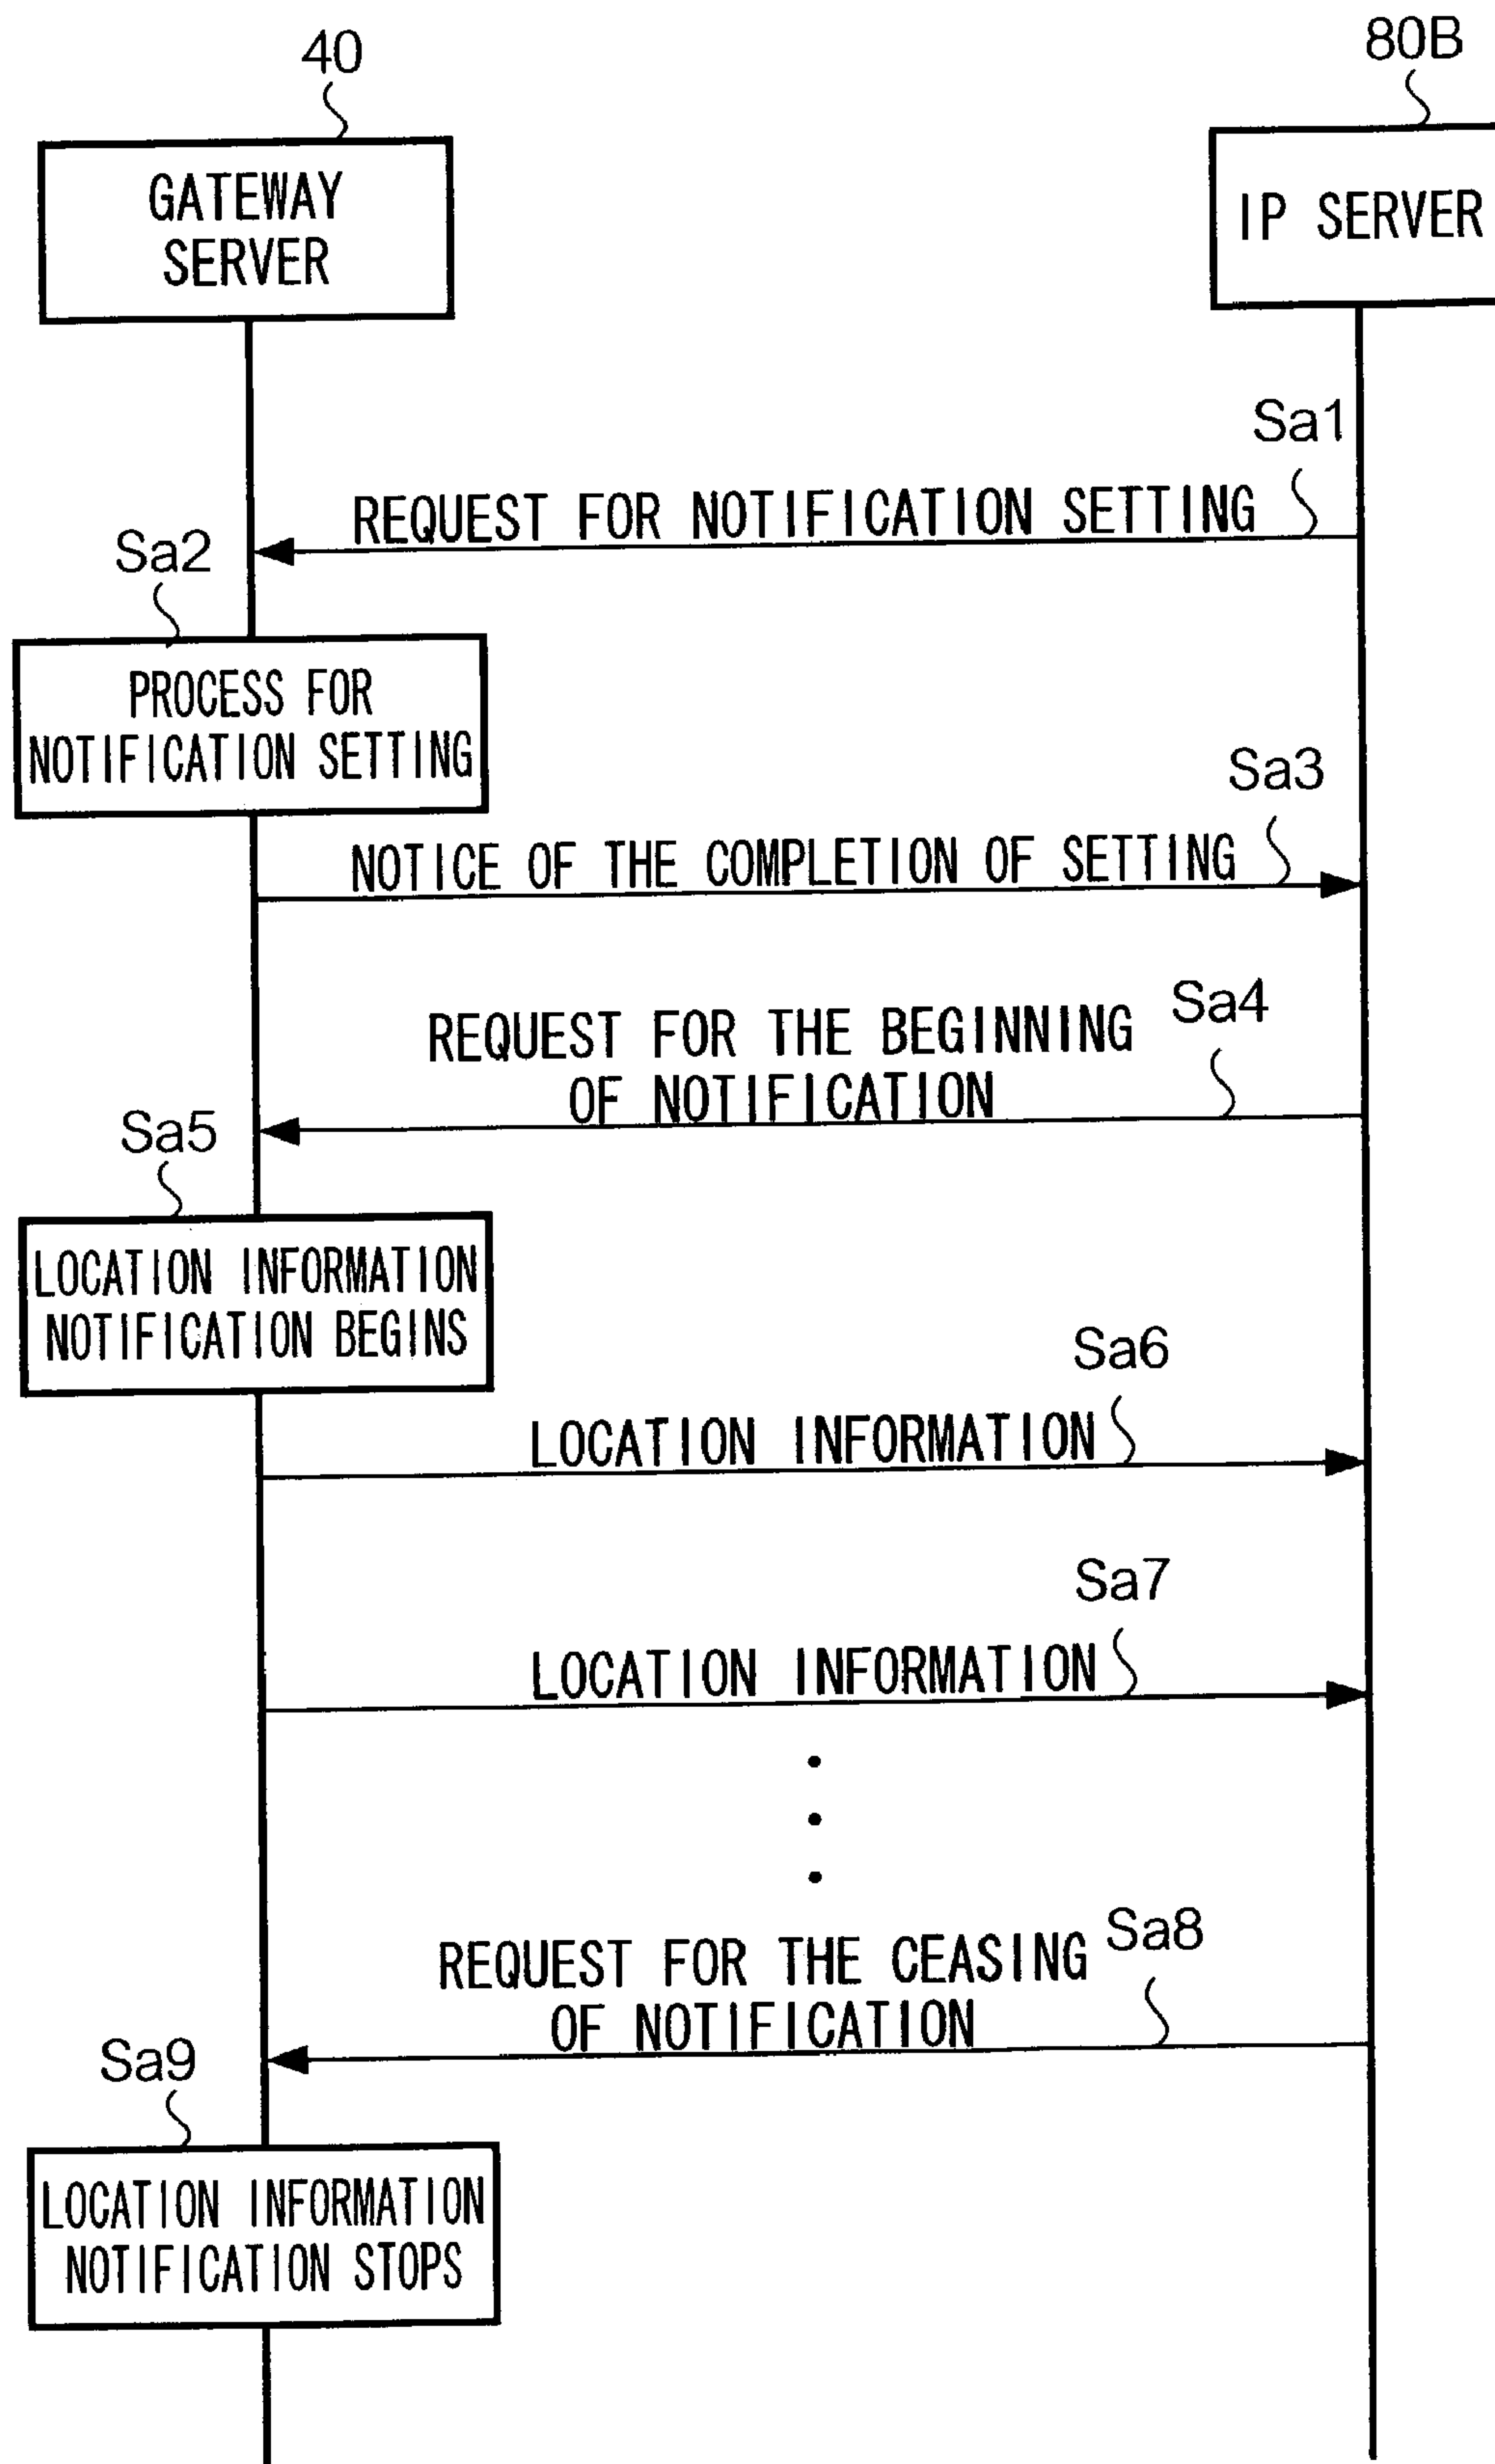 40
80B
GATEWAY
SERVER
IP SERVER
Sa1
REQUEST FOR NOTIFICATION SETTING
Sa2
PROCESS FOR
NOTIFICATION SETTING
Sa3
NOTICE OF THE COMPLETION OF SETTING
Sa4
REQUEST FOR THE BEGINNING
OF NOTIFICATION
Sa5
LOCATION INFORMATION
NOTIFICATION BEGINS
Sa6
LOCATION INFORMATION
Sa7
LOCATION INFORMATION
Sa8
REQUEST FOR THE CEASING
OF NOTIFICATION
Sa9
LOCATION INFORMATION
NOTIFICATION STOPS